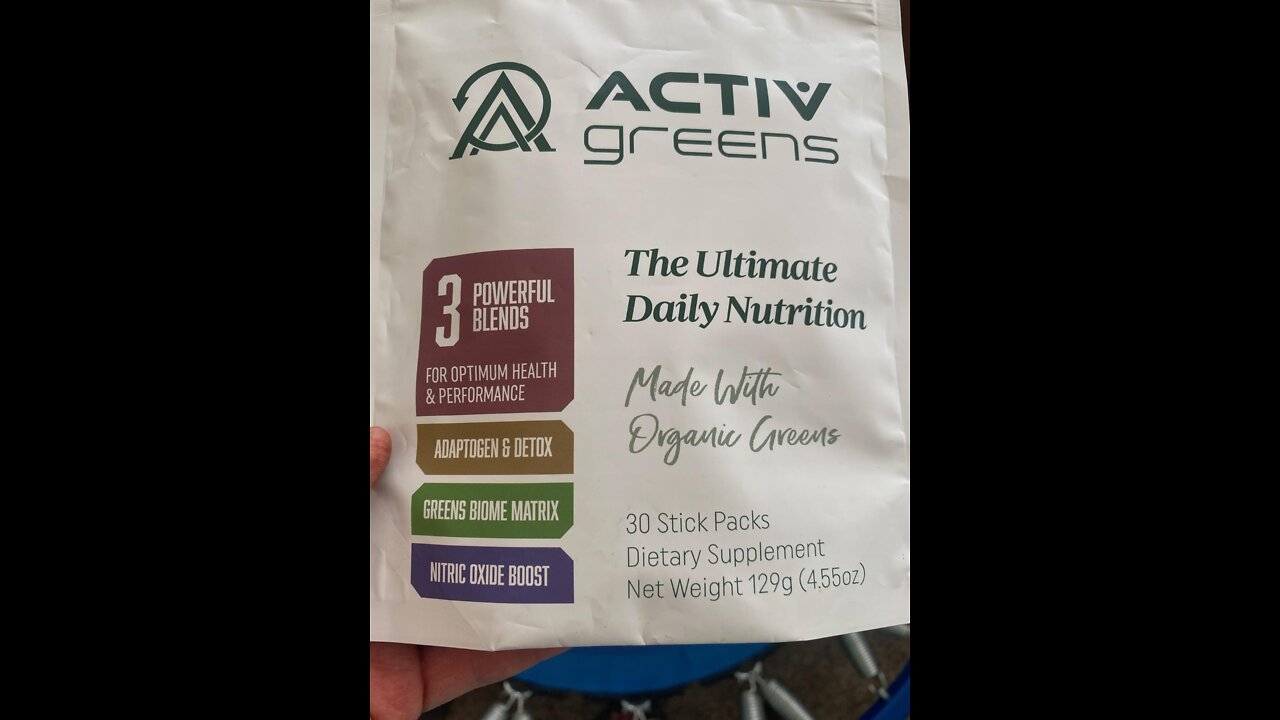 ACTIV
greens
3 POWERFUL
BLENDS
FOR OPTIMUM HEALTH
& PERFORMANCE
ADAPTOGEN & DETOX
GREENS BIOME MATRIX
NITRIC OXIDE BOOST
The Ultimate
Daily Nutrition
Made With
Organic Greens
30 Stick Packs
Dietary Supplement
Net Weight 129g (4.55oz)